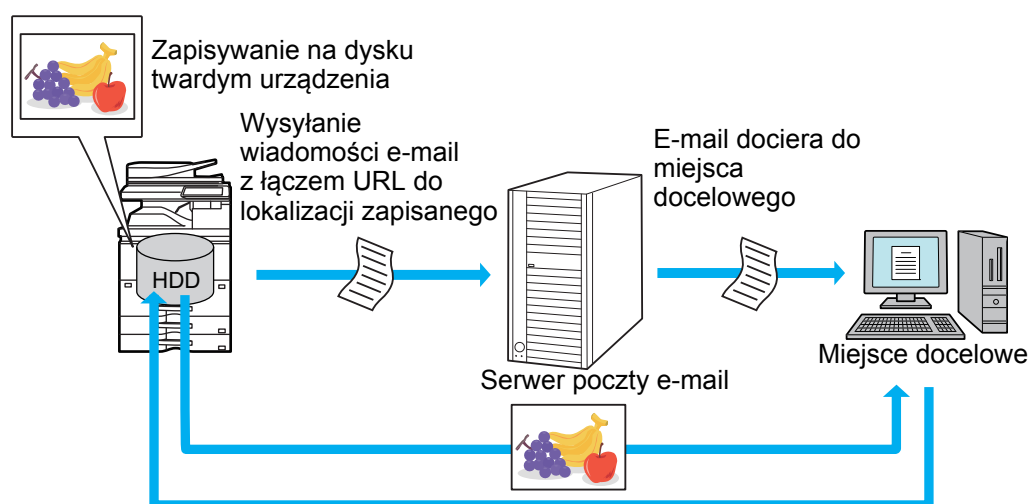 Zapisywanie na dysku
twardym urządzenia
Wysyłanie
wiadomości e-mail
z łączem URL do
lokalizacji zapisanego
E-mail dociera do
miejsca
docelowego
HDD
Serwer poczty e-mail
Miejsce docelowe